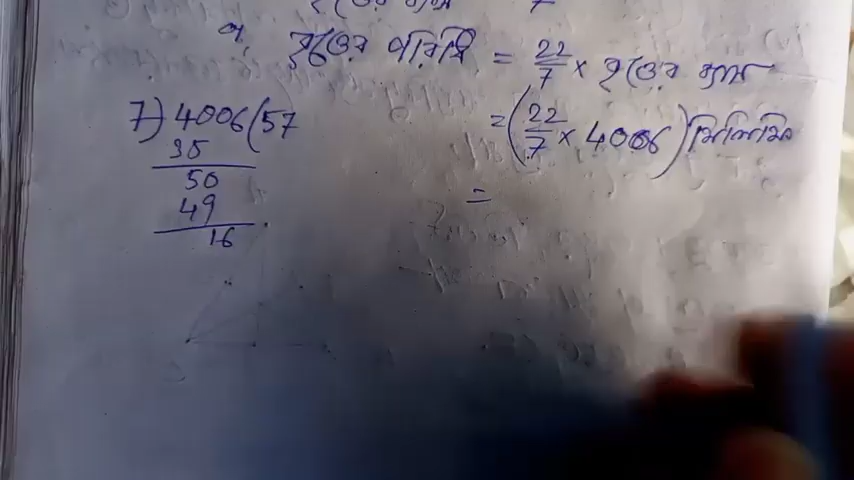 ∴ বৃত্তের পরিধি = 22/7 × বৃত্তের ব্যাস
= (22/7 × 4006) মিলিমি
=
7) 4006 (57
35
50
49
16